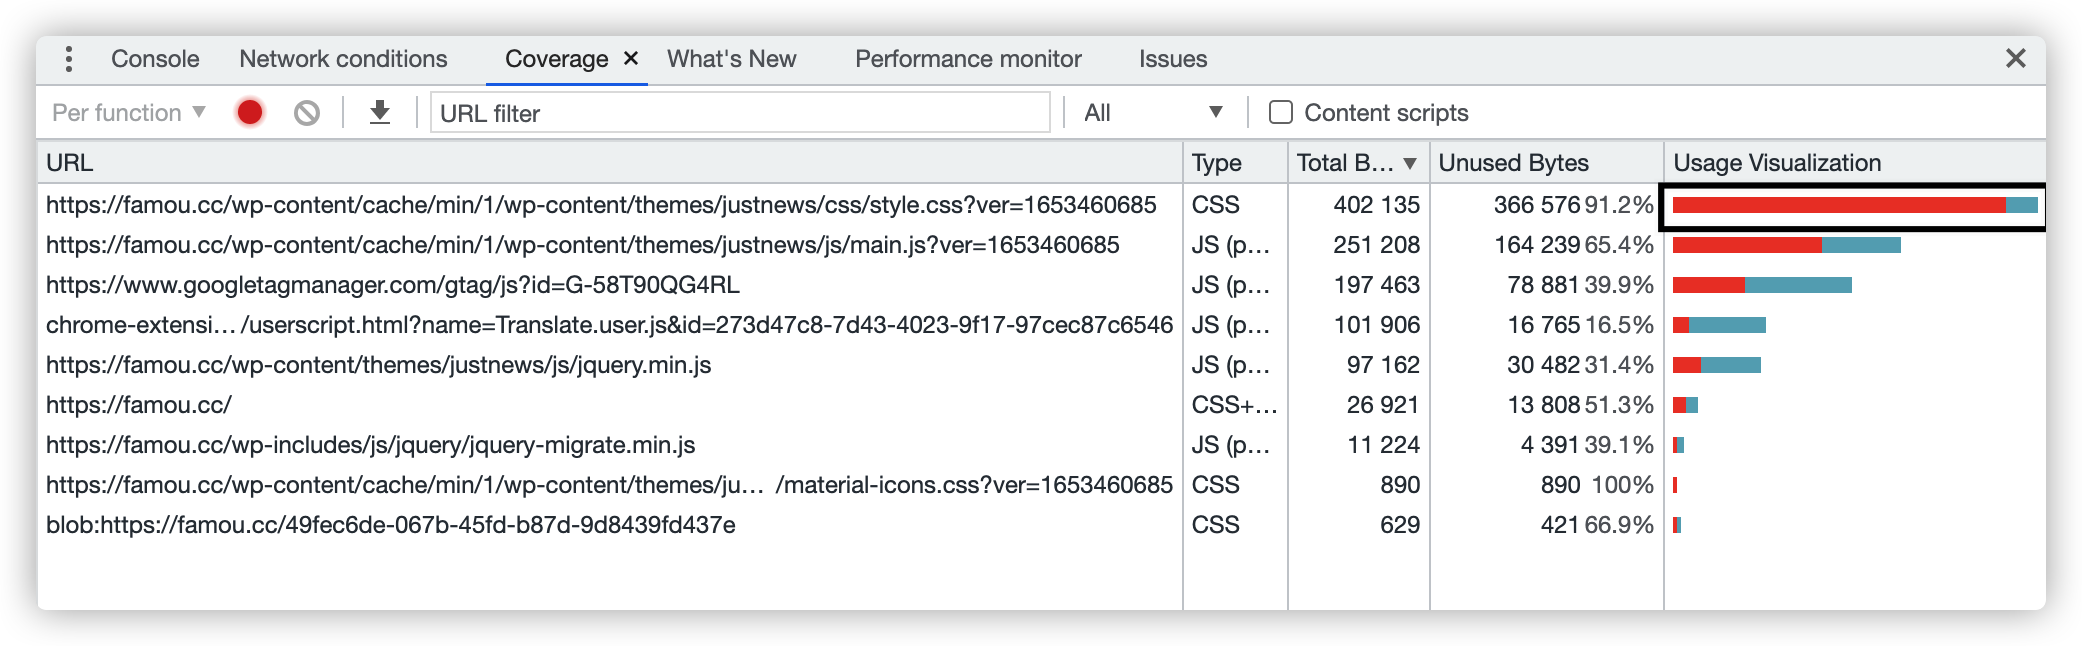 Console Network conditions Coverage × What's New Performance monitor Issues ×
Per function ▼ URL filter All ▼ Content scripts
URL Type Total B… ▼ Unused Bytes Usage Visualization
https://famou.cc/wp-content/cache/min/1/wp-content/themes/justnews/css/style.css?ver=1653460685 CSS 402 135 366 576 91.2%
https://famou.cc/wp-content/cache/min/1/wp-content/themes/justnews/js/main.js?ver=1653460685 JS (p… 251 208 164 239 65.4%
https://www.googletagmanager.com/gtag/js?id=G-58T90QG4RL JS (p… 197 463 78 881 39.9%
chrome-extensi… /userscript.html?name=Translate.user.js&id=273d47c8-7d43-4023-9f17-97cec87c6546 JS (p… 101 906 16 765 16.5%
https://famou.cc/wp-content/themes/justnews/js/jquery.min.js JS (p… 97 162 30 482 31.4%
https://famou.cc/ CSS+… 26 921 13 808 51.3%
https://famou.cc/wp-includes/js/jquery/jquery-migrate.min.js JS (p… 11 224 4 391 39.1%
https://famou.cc/wp-content/cache/min/1/wp-content/themes/ju… /material-icons.css?ver=1653460685 CSS 890 890 100%
blob:https://famou.cc/49fec6de-067b-45fd-b87d-9d8439fd437e CSS 629 421 66.9%